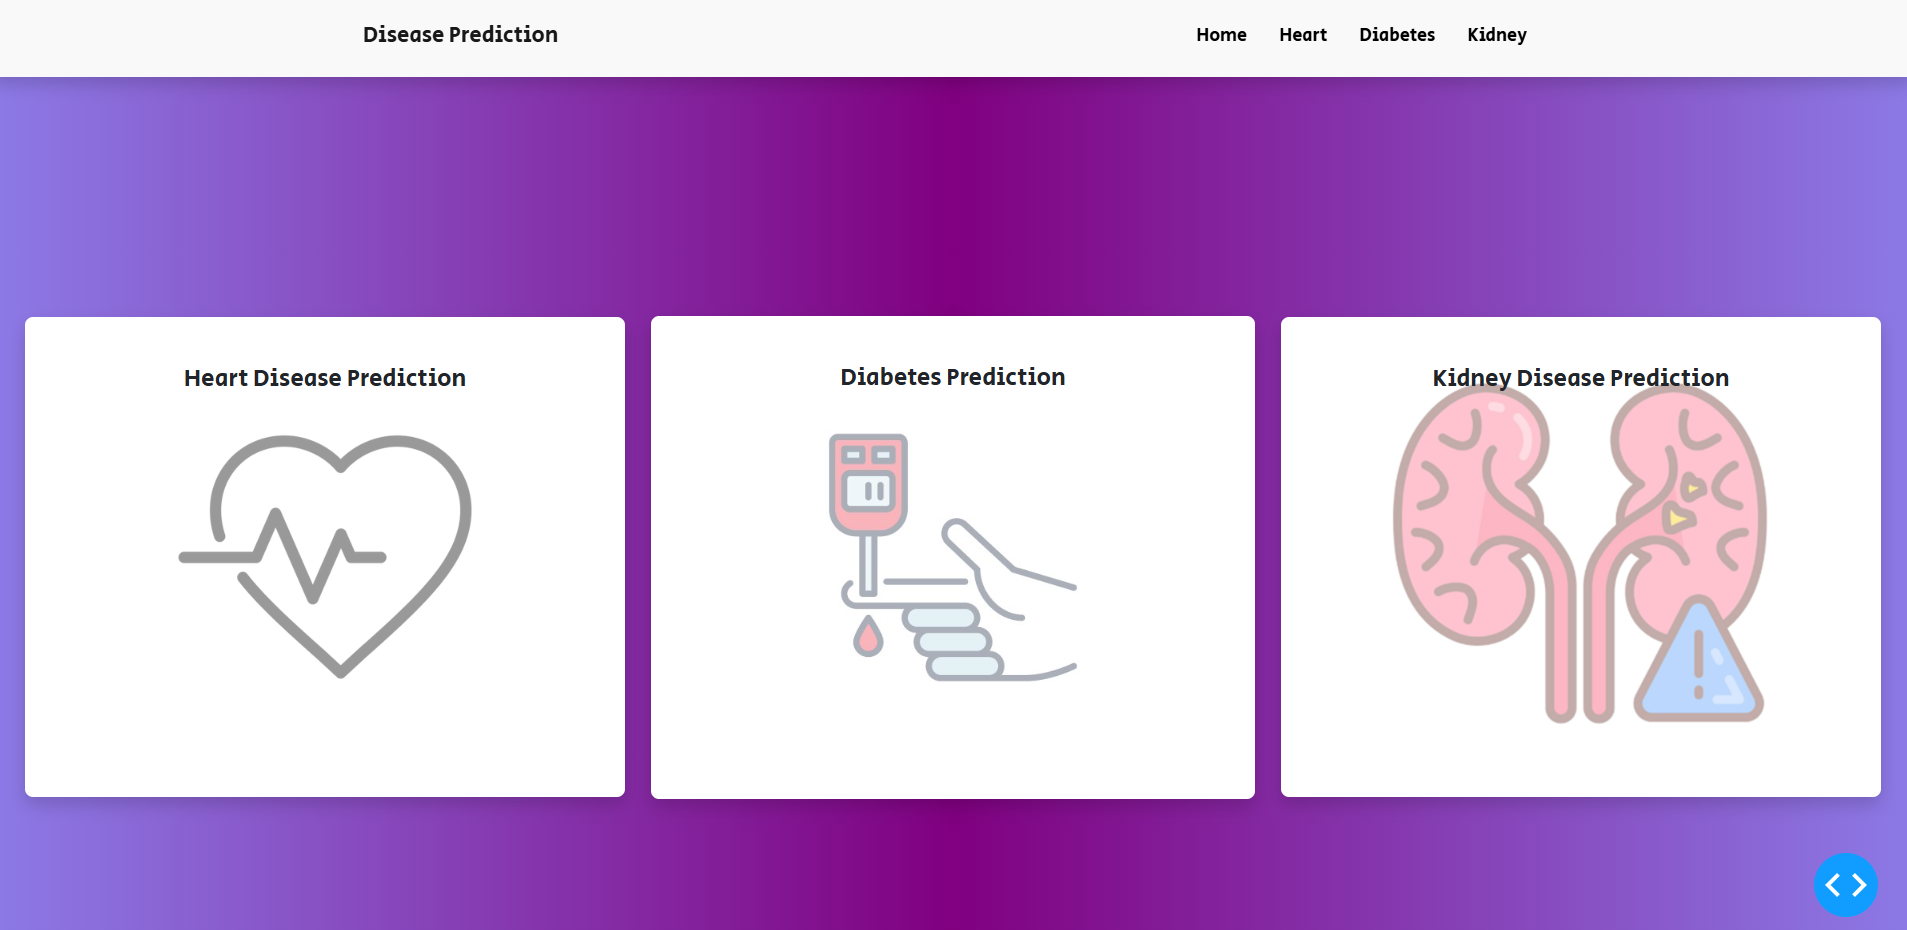 Disease Prediction
Home Heart Diabetes Kidney
Heart Disease Prediction
Diabetes Prediction
Kidney Disease Prediction